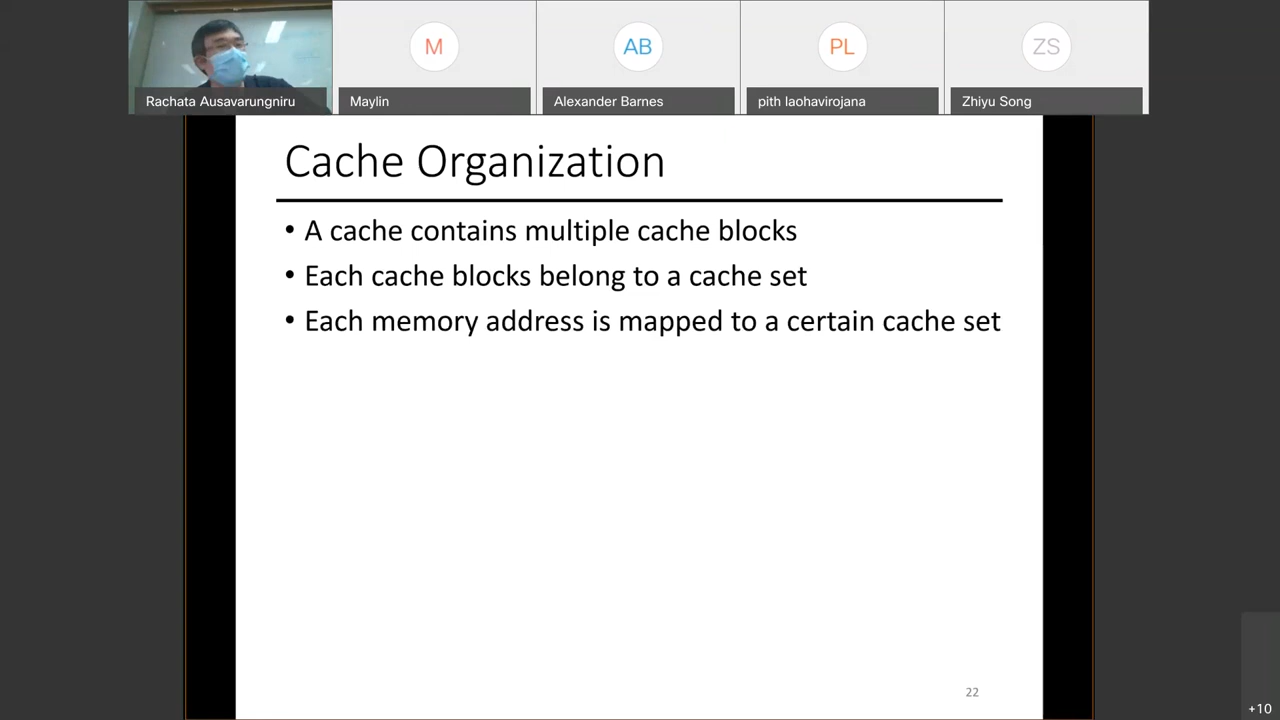 M
AB
PL
ZS
Rachata Ausavarungniru
Maylin
Alexander Barnes
pith laohavirojana
Zhiyu Song
Cache Organization
• A cache contains multiple cache blocks
• Each cache blocks belong to a cache set
• Each memory address is mapped to a certain cache set
22
+10